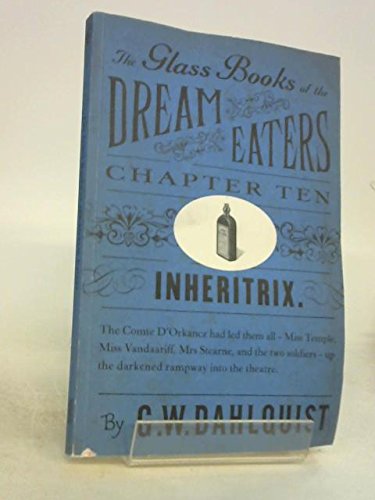 The Glass Books of the
DREAM
EATERS
CHAPTER TEN
INHERITRIX.
The Comte D'Orkancz had led them all – Miss Temple,
Miss Vandaariff, Mrs Stearne, and the two soldiers – up
the darkened rampway into the theatre.
By G.W. DAHLQUIST